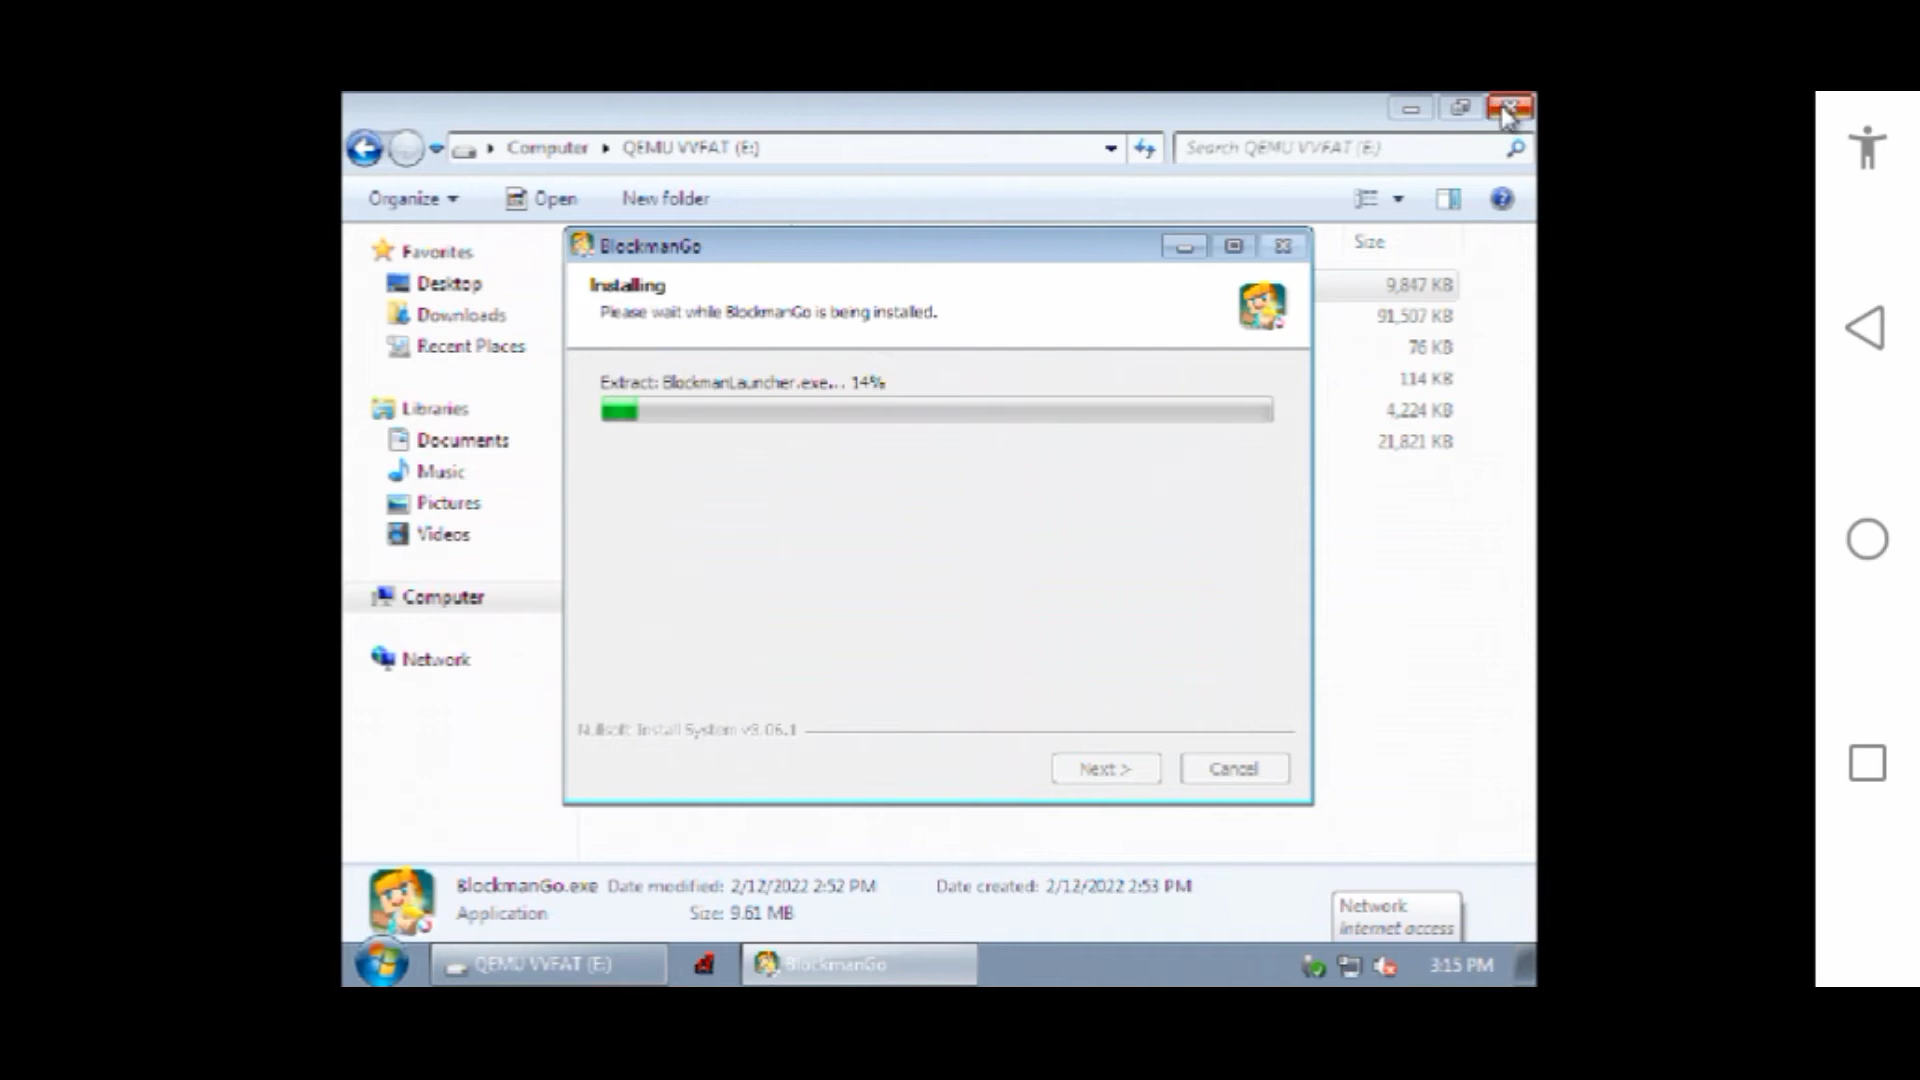 Computer QEMU VVFAT (E:) Search QEMU VVFAT (E:)
Organize Open New folder
Favorites
Desktop
Downloads
Recent Places
Libraries
Documents
Music
Pictures
Videos
Computer
Network
BlockmanGo
Installing
Please wait while BlockmanGo is being installed.
Extract: BlockmanLauncher.exe... 14%
Nullsoft Install System v3.06.1
Next > Cancel
Size
9,847 KB
91,507 KB
76 KB
114 KB
4,224 KB
21,821 KB
BlockmanGo.exe Date modified: 2/12/2022 2:52 PM Date created: 2/12/2022 2:53 PM
Application Size: 9.61 MB
Network
Internet access
QEMU VVFAT (E:) BlockmanGo 3:15 PM